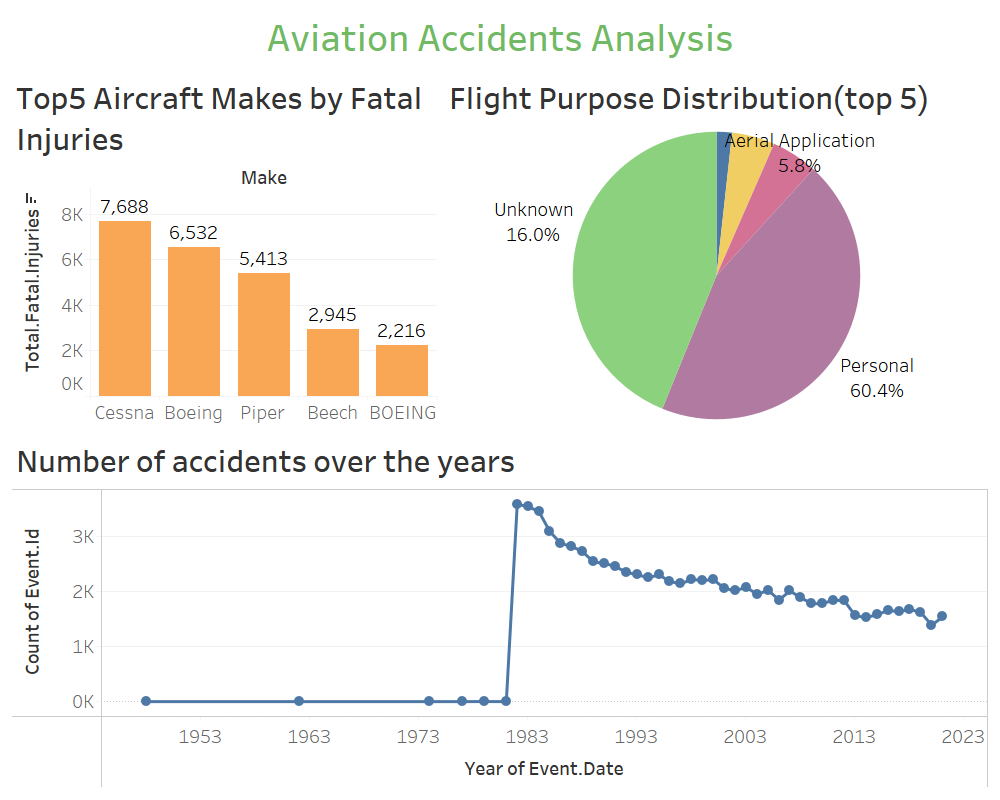 Aviation Accidents Analysis
Top5 Aircraft Makes by Fatal
Injuries
Make
Total.Fatal.Injuries
8K
6K
4K
2K
0K
7,688
6,532
5,413
2,945
2,216
Cessna
Boeing
Piper
Beech
BOEING
Flight Purpose Distribution(top 5)
Aerial Application
5.8%
Unknown
16.0%
Personal
60.4%
Number of accidents over the years
Count of Event.Id
3K
2K
1K
0K
1953
1963
1973
1983
1993
2003
2013
2023
Year of Event.Date